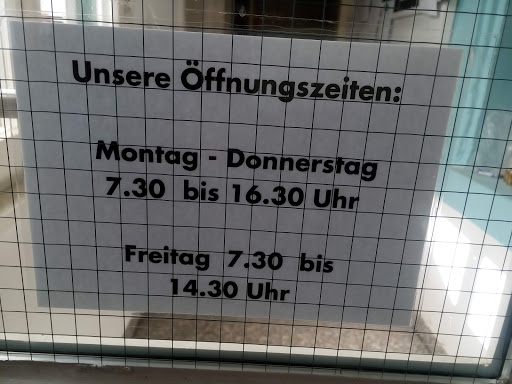 Unsere Öffnungszeiten:
Montag - Donnerstag
7.30 bis 16.30 Uhr
Freitag 7.30 bis
14.30 Uhr